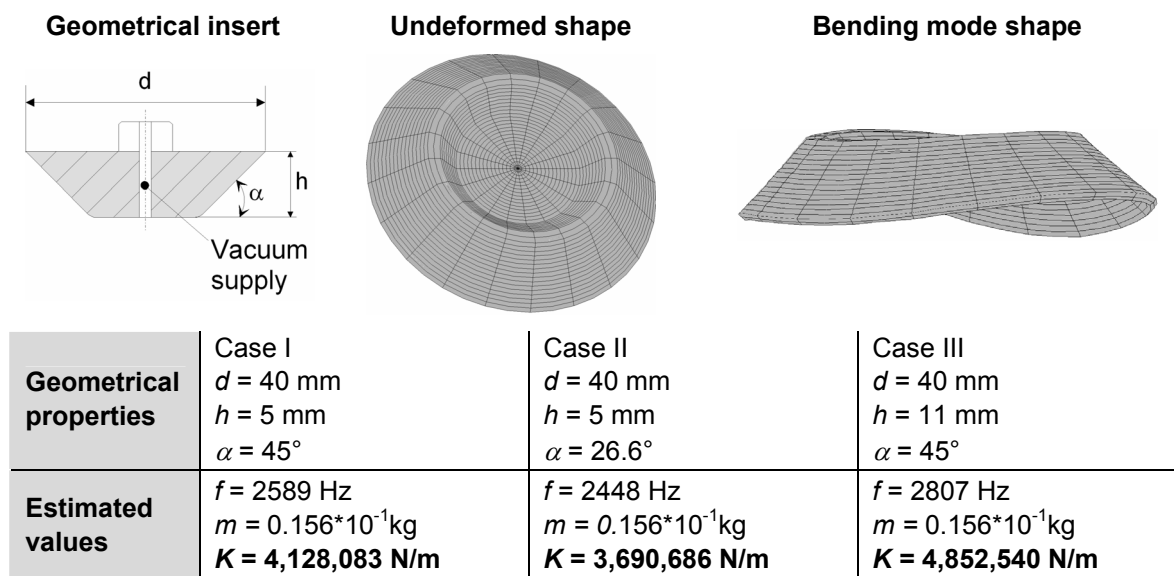 Geometrical insert
Undeformed shape
Bending mode shape
d
h
α
Vacuum
supply
Geometrical
properties
Case I
d = 40 mm
h = 5 mm
α = 45°
Case II
d = 40 mm
h = 5 mm
α = 26.6°
Case III
d = 40 mm
h = 11 mm
α = 45°
Estimated
values
f = 2589 Hz
m = 0.156*10⁻¹kg
K = 4,128,083 N/m
f = 2448 Hz
m = 0.156*10⁻¹kg
K = 3,690,686 N/m
f = 2807 Hz
m = 0.156*10⁻¹kg
K = 4,852,540 N/m